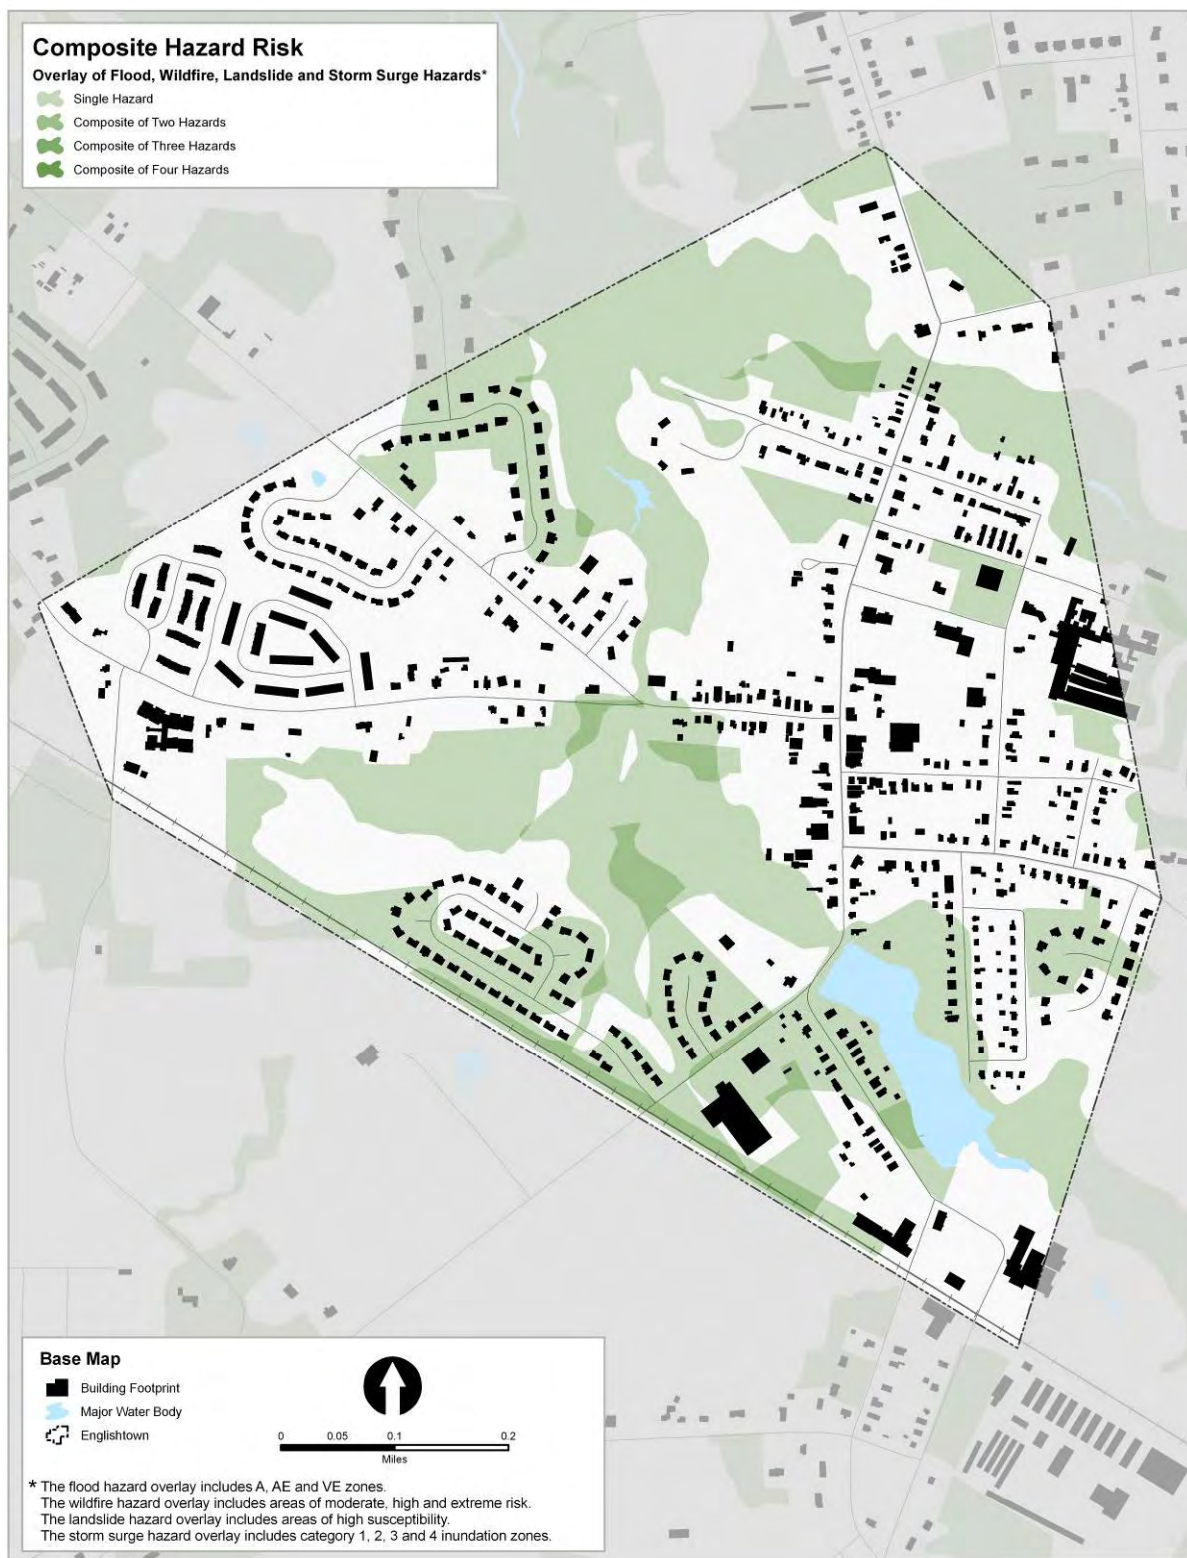 Composite Hazard Risk
Overlay of Flood, Wildfire, Landslide and Storm Surge Hazards*
Single Hazard
Composite of Two Hazards
Composite of Three Hazards
Composite of Four Hazards
Base Map
Building Footprint
Major Water Body
Englishtown
0 0.05 0.1 0.2
Miles
* The flood hazard overlay includes A, AE and VE zones.
The wildfire hazard overlay includes areas of moderate, high and extreme risk.
The landslide hazard overlay includes areas of high susceptibility.
The storm surge hazard overlay includes category 1, 2, 3 and 4 inundation zones.